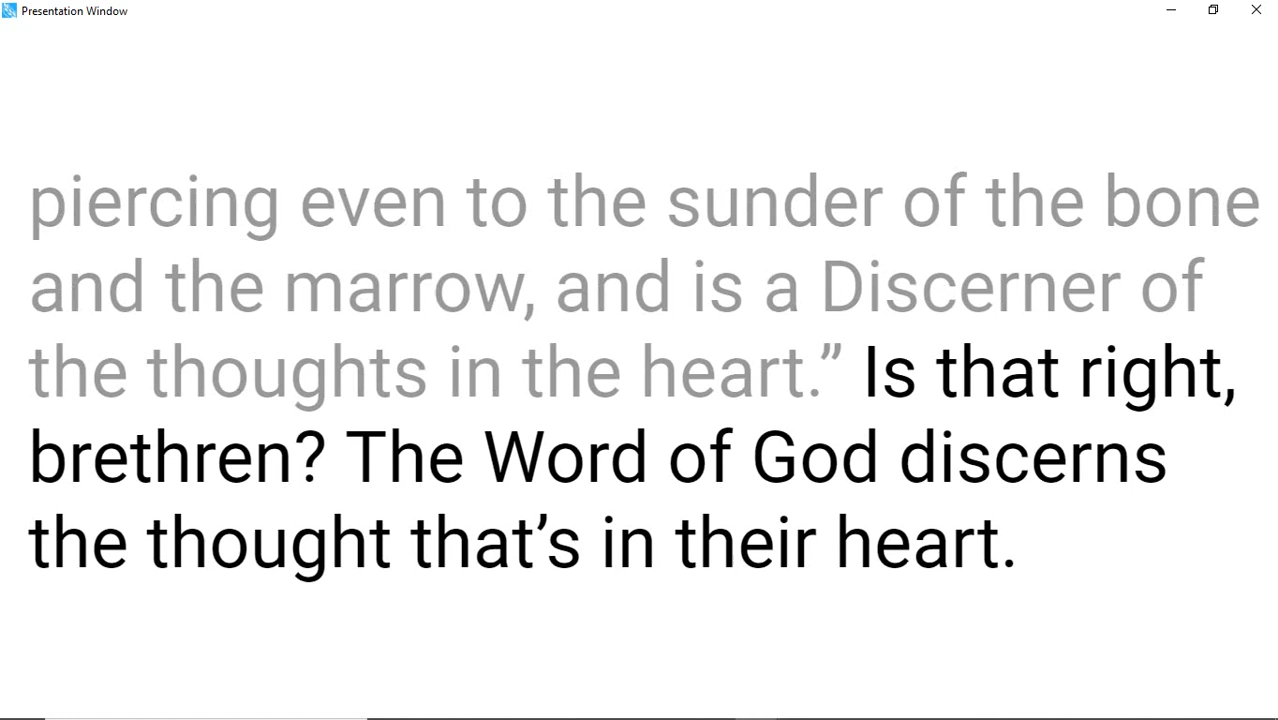 Presentation Window
piercing even to the sunder of the bone
and the marrow, and is a Discerner of
the thoughts in the heart.” Is that right,
brethren? The Word of God discerns
the thought that’s in their heart.